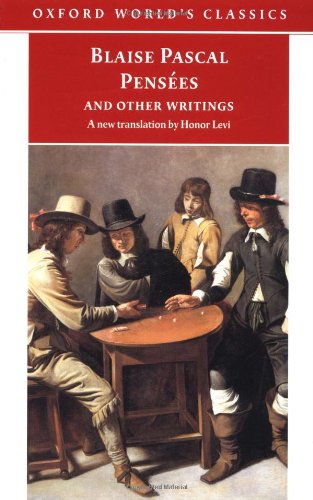 OXFORD WORLD'S CLASSICS
BLAISE PASCAL
PENSÉES
AND OTHER WRITINGS
A new translation by Honor Levi